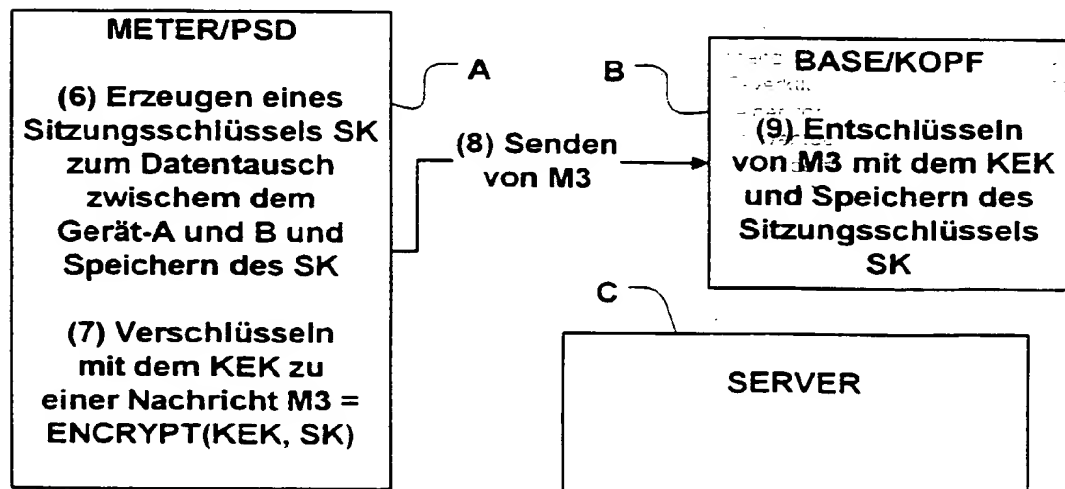 METER/PSD
(6) Erzeugen eines
Sitzungsschlüssels SK
zum Datentausch
zwischem dem
Gerät-A und B und
Speichern des SK
(7) Verschlüsseln
mit dem KEK zu
einer Nachricht M3 =
ENCRYPT(KEK, SK)
A
(8) Senden
von M3
B
BASE/KOPF
(9) Entschlüsseln
von M3 mit dem KEK
und Speichern des
Sitzungsschlüssels
SK
C
SERVER